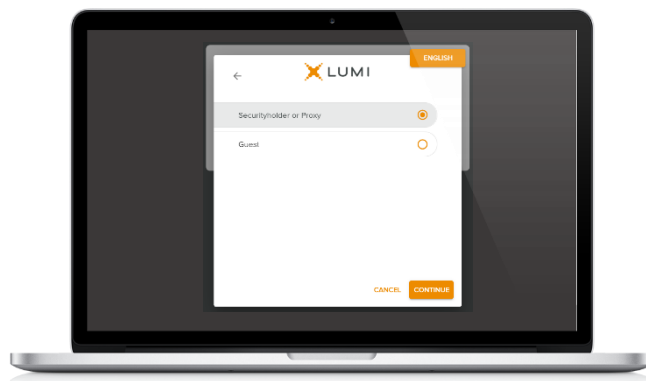 ENGLISH
LUMI
Securityholder or Proxy
Guest
CANCEL
CONTINUE